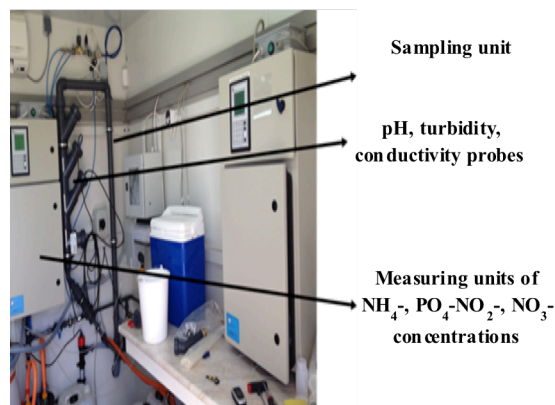 Sampling unit
pH, turbidity,
conductivity probes
Measuring units of
NH₄-, PO₄-NO₂-, NO₃-
concentrations